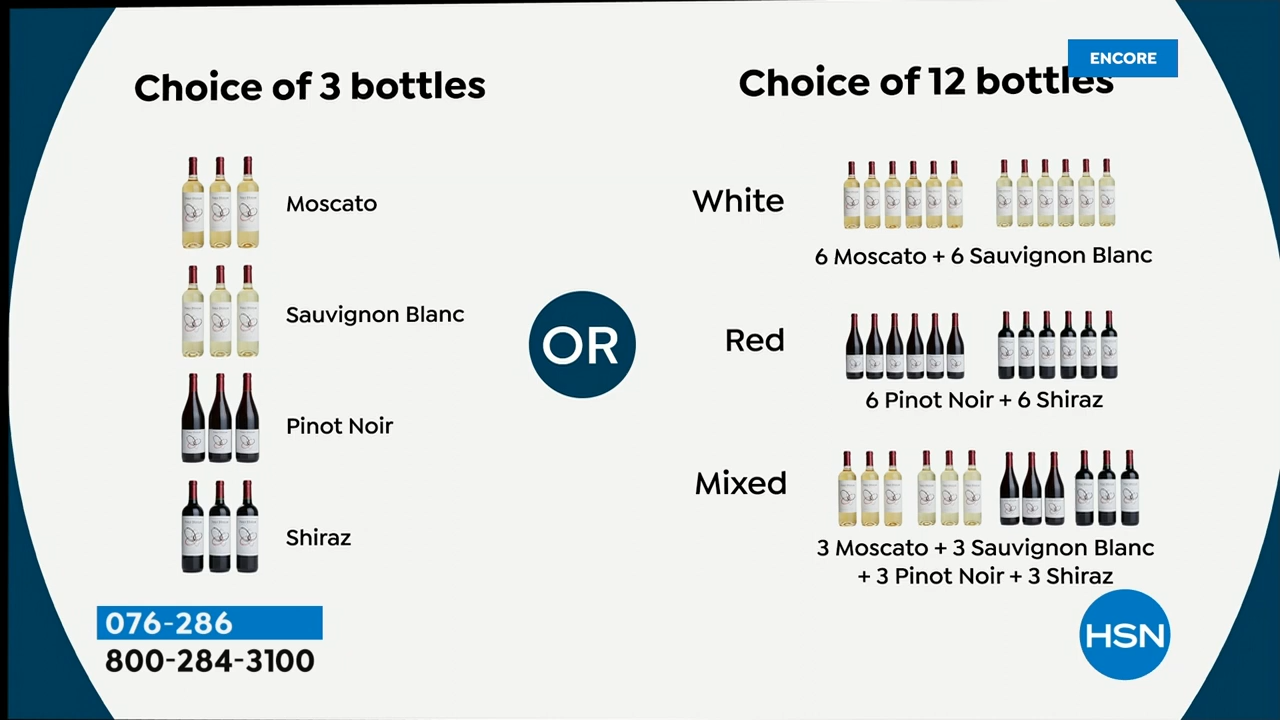 ENCORE
Choice of 3 bottles
Moscato
Sauvignon Blanc
Pinot Noir
Shiraz
OR
Choice of 12 bottles
White
6 Moscato + 6 Sauvignon Blanc
Red
6 Pinot Noir + 6 Shiraz
Mixed
3 Moscato + 3 Sauvignon Blanc
+ 3 Pinot Noir + 3 Shiraz
076-286
800-284-3100
HSN